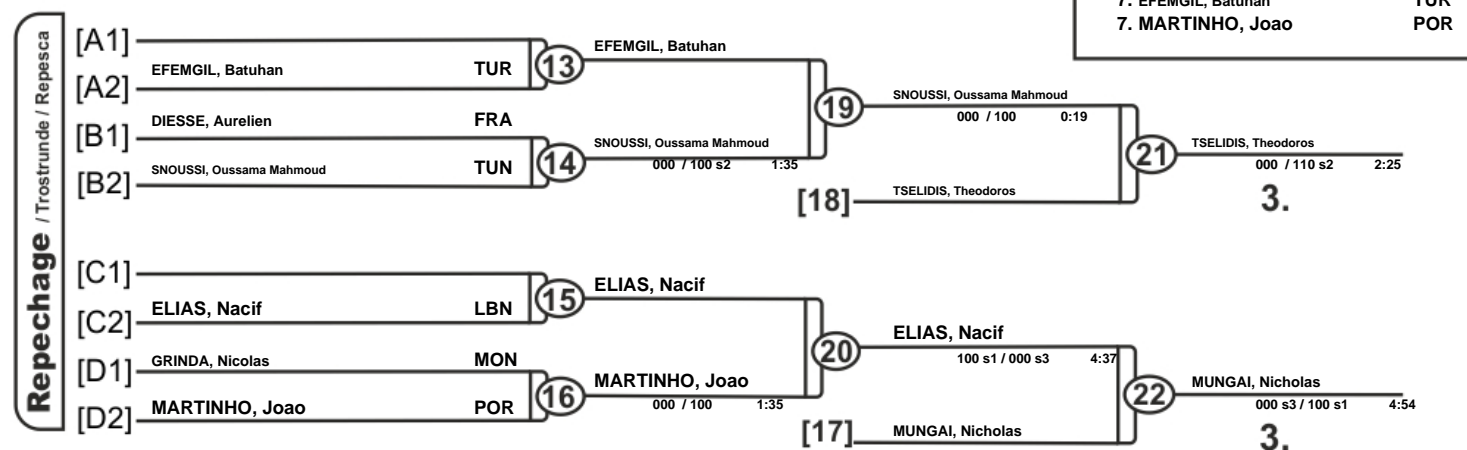 7. EFEMGIL, Batuhan TUR
7. MARTINHO, Joao POR
Repechage / Trostrunde / Repesca
[A1]
[A2] EFEMGIL, Batuhan TUR
13 EFEMGIL, Batuhan
[B1] DIESSE, Aurelien FRA
[B2] SNOUSSI, Oussama Mahmoud TUN
14 SNOUSSI, Oussama Mahmoud
000 / 100 s2 1:35
19 SNOUSSI, Oussama Mahmoud
000 / 100 0:19
[18] TSELIDIS, Theodoros
21 TSELIDIS, Theodoros
000 / 110 s2 2:25
3.
[C1]
[C2] ELIAS, Nacif LBN
15 ELIAS, Nacif
[D1] GRINDA, Nicolas MON
[D2] MARTINHO, Joao POR
16 MARTINHO, Joao
000 / 100 1:35
20 ELIAS, Nacif
100 s1 / 000 s3 4:37
[17] MUNGAI, Nicholas
22 MUNGAI, Nicholas
000 s3 / 100 s1 4:54
3.